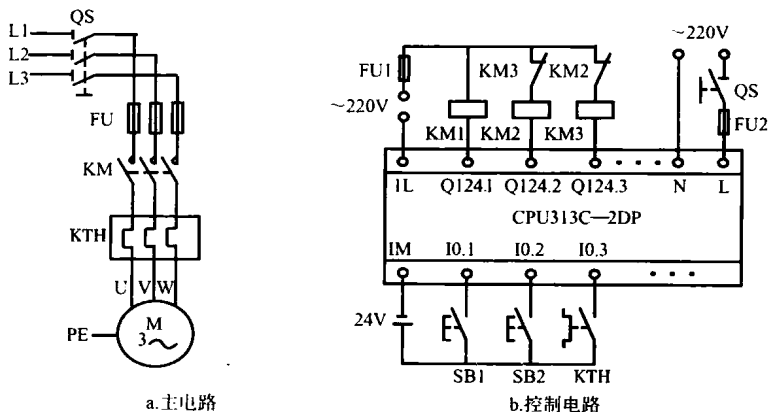 QS
L1
L2
L3
FU
KM
KTH
U V W
PE
M
3～
a.主电路
~220V
FU1
KM3
KM2
QS
~220V
FU2
KM1
KM2
KM3
1L Q124.1 Q124.2 Q124.3 N L
CPU313C—2DP
1M I0.1 I0.2 I0.3
24V
SB1
SB2
KTH
b.控制电路